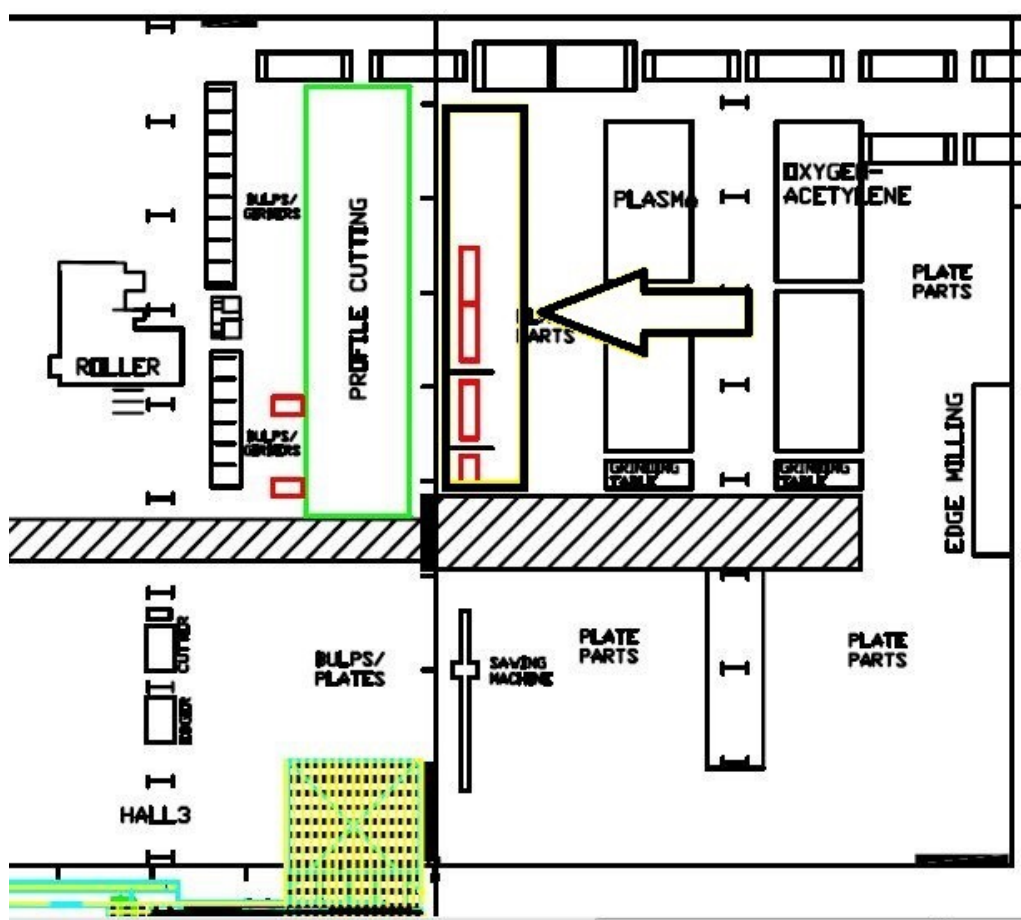 BULPS/
GIRDERS
PROFILE CUTTING
PLASMA
OXYGEN-
ACETYLENE
PLATE
PARTS
PARTS
ROLLER
BULPS/
GIRDERS
GRINDING
TABLE
GRINDING
TABLE
EDGE MILLING
CUTTER
EDGER
BULPS/
PLATES
SAWING
MACHINE
PLATE
PARTS
PLATE
PARTS
HALL3